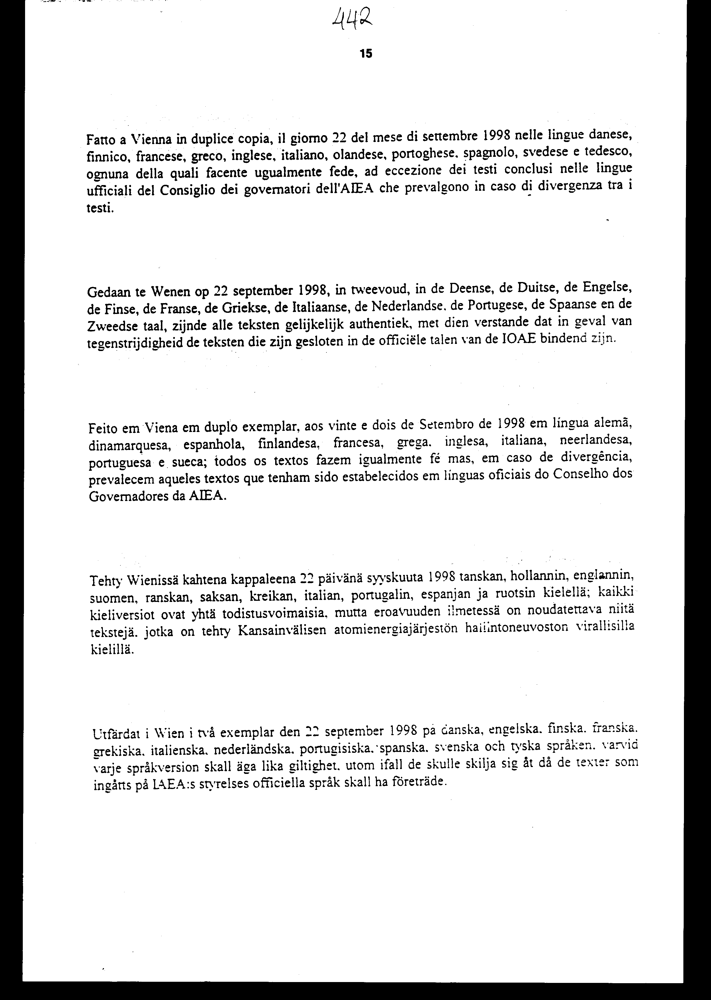 442
15
Fatto a Vienna in duplice copia, il giorno 22 del mese di settembre 1998 nelle lingue danese,
finnico, francese, greco, inglese, italiano, olandese, portoghese, spagnolo, svedese e tedesco,
ognuna della quali facente ugualmente fede, ad eccezione dei testi conclusi nelle lingue
ufficiali del Consiglio dei governatori dell'AIEA che prevalgono in caso di divergenza tra i
testi.
Gedaan te Wenen op 22 september 1998, in tweevoud, in de Deense, de Duitse, de Engelse,
de Finse, de Franse, de Griekse, de Italiaanse, de Nederlandse, de Portugese, de Spaanse en de
Zweedse taal, zijnde alle teksten gelijkelijk authentiek, met dien verstande dat in geval van
tegenstrijdigheid de teksten die zijn gesloten in de officiële talen van de IOAE bindend zijn.
Feito em Viena em duplo exemplar, aos vinte e dois de Setembro de 1998 em língua alemã,
dinamarquesa, espanhola, finlandesa, francesa, grega, inglesa, italiana, neerlandesa,
portuguesa e sueca; todos os textos fazem igualmente fé mas, em caso de divergência,
prevalecem aqueles textos que tenham sido estabelecidos em línguas oficiais do Conselho dos
Governadores da AIEA.
Tehty Wienissä kahtena kappaleena 22 päivänä syyskuuta 1998 tanskan, hollannin, englannin,
suomen, ranskan, saksan, kreikan, italian, portugalin, espanjan ja ruotsin kielellä; kaikki
kieliversiot ovat yhtä todistusvoimaisia, mutta eroavuuden ilmetessä on noudatettava niitä
tekstejä, jotka on tehty Kansainvälisen atomienergiajärjestön hallintoneuvoston virallisilla
kielillä.
Utfärdat i Wien i två exemplar den 22 september 1998 på danska, engelska, finska, franska,
grekiska, italienska, nederländska, portugisiska, spanska, svenska och tyska språken, varvid
varje språkversion skall äga lika giltighet, utom ifall de skulle skilja sig åt då de texter som
ingåtts på IAEA:s styrelses officiella språk skall ha företräde.